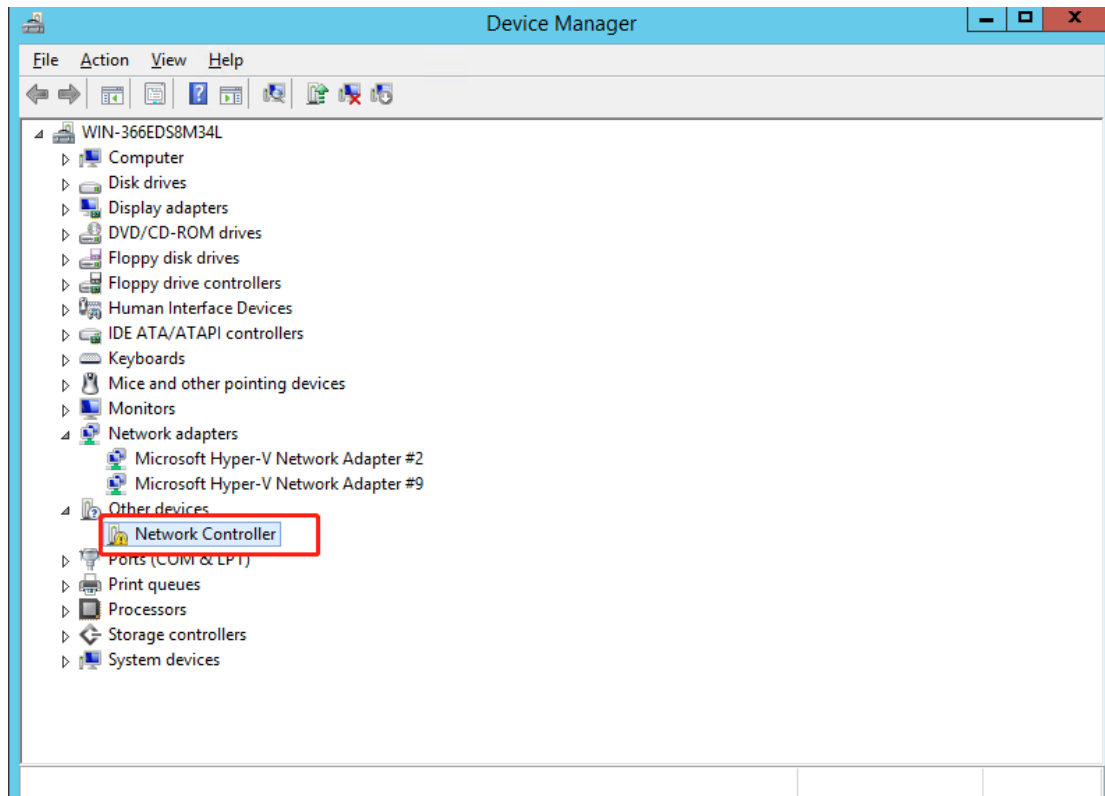 Device Manager
File Action View Help
WIN-366EDS8M34L
Computer
Disk drives
Display adapters
DVD/CD-ROM drives
Floppy disk drives
Floppy drive controllers
Human Interface Devices
IDE ATA/ATAPI controllers
Keyboards
Mice and other pointing devices
Monitors
Network adapters
Microsoft Hyper-V Network Adapter #2
Microsoft Hyper-V Network Adapter #9
Other devices
Network Controller
Ports (COM & LPT)
Print queues
Processors
Storage controllers
System devices